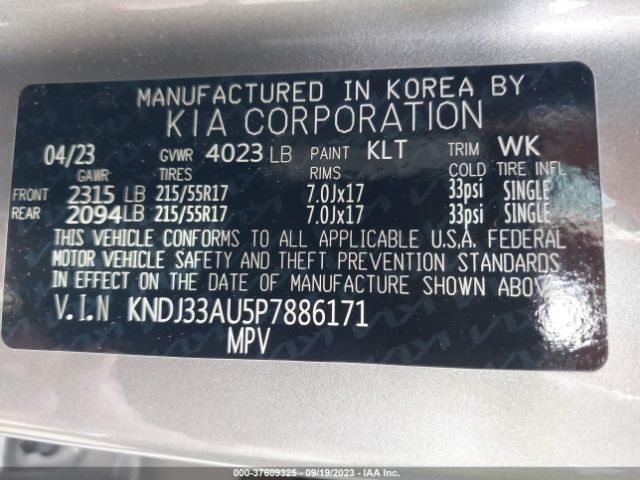 MANUFACTURED IN KOREA BY
KIA CORPORATION
04/23 GVWR 4023 LB PAINT KLT TRIM WK
GAWR TIRES RIMS COLD TIRE INFL
FRONT 2315 LB 215/55R17 7.0Jx17 33psi SINGLE
REAR 2094 LB 215/55R17 7.0Jx17 33psi SINGLE
THIS VEHICLE CONFORMS TO ALL APPLICABLE U.S.A. FEDERAL
MOTOR VEHICLE SAFETY AND THEFT PREVENTION STANDARDS
IN EFFECT ON THE DATE OF MANUFACTURE SHOWN ABOVE.
V.I.N KNDJ33AU5P7886171
MPV
000-37609325 - 09/19/2023 - IAA Inc.